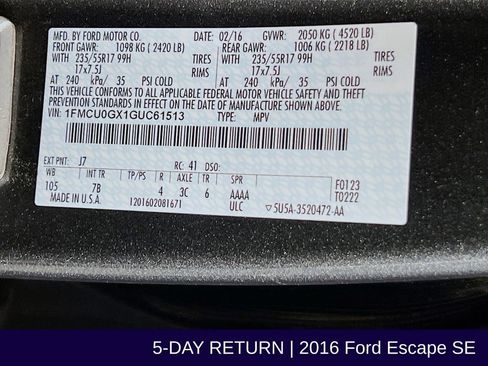 MFD. BY FORD MOTOR CO. 02/16 GVWR: 2050 KG ( 4520 LB)
FRONT GAWR: 1098 KG ( 2420 LB) REAR GAWR: 1006 KG ( 2218 LB)
WITH 235/55R17 99H TIRES WITH 235/55R17 99H TIRES
17x7.5J RIMS 17x7.5J RIMS
AT 240 kPa/ 35 PSI COLD AT 240 kPa/ 35 PSI COLD
THIS VEHICLE CONFORMS TO ALL APPLICABLE FEDERAL MOTOR VEHICLE SAFETY AND THEFT PREVENTION STANDARDS IN EFFECT ON THE DATE OF MANUFACTURE SHOWN ABOVE.
VIN: 1FMCU0GX1GUC61513 TYPE: MPV
EXT PNT: J7 RC: 41 DSO:
WB INT TR TP/PS R AXLE TR SPR
105 7B 4 3C 6 AAAA
F0123
T0222
MADE IN U.S.A. 1201602081671 ULC 5U5A-3520472-AA
5-DAY RETURN | 2016 Ford Escape SE